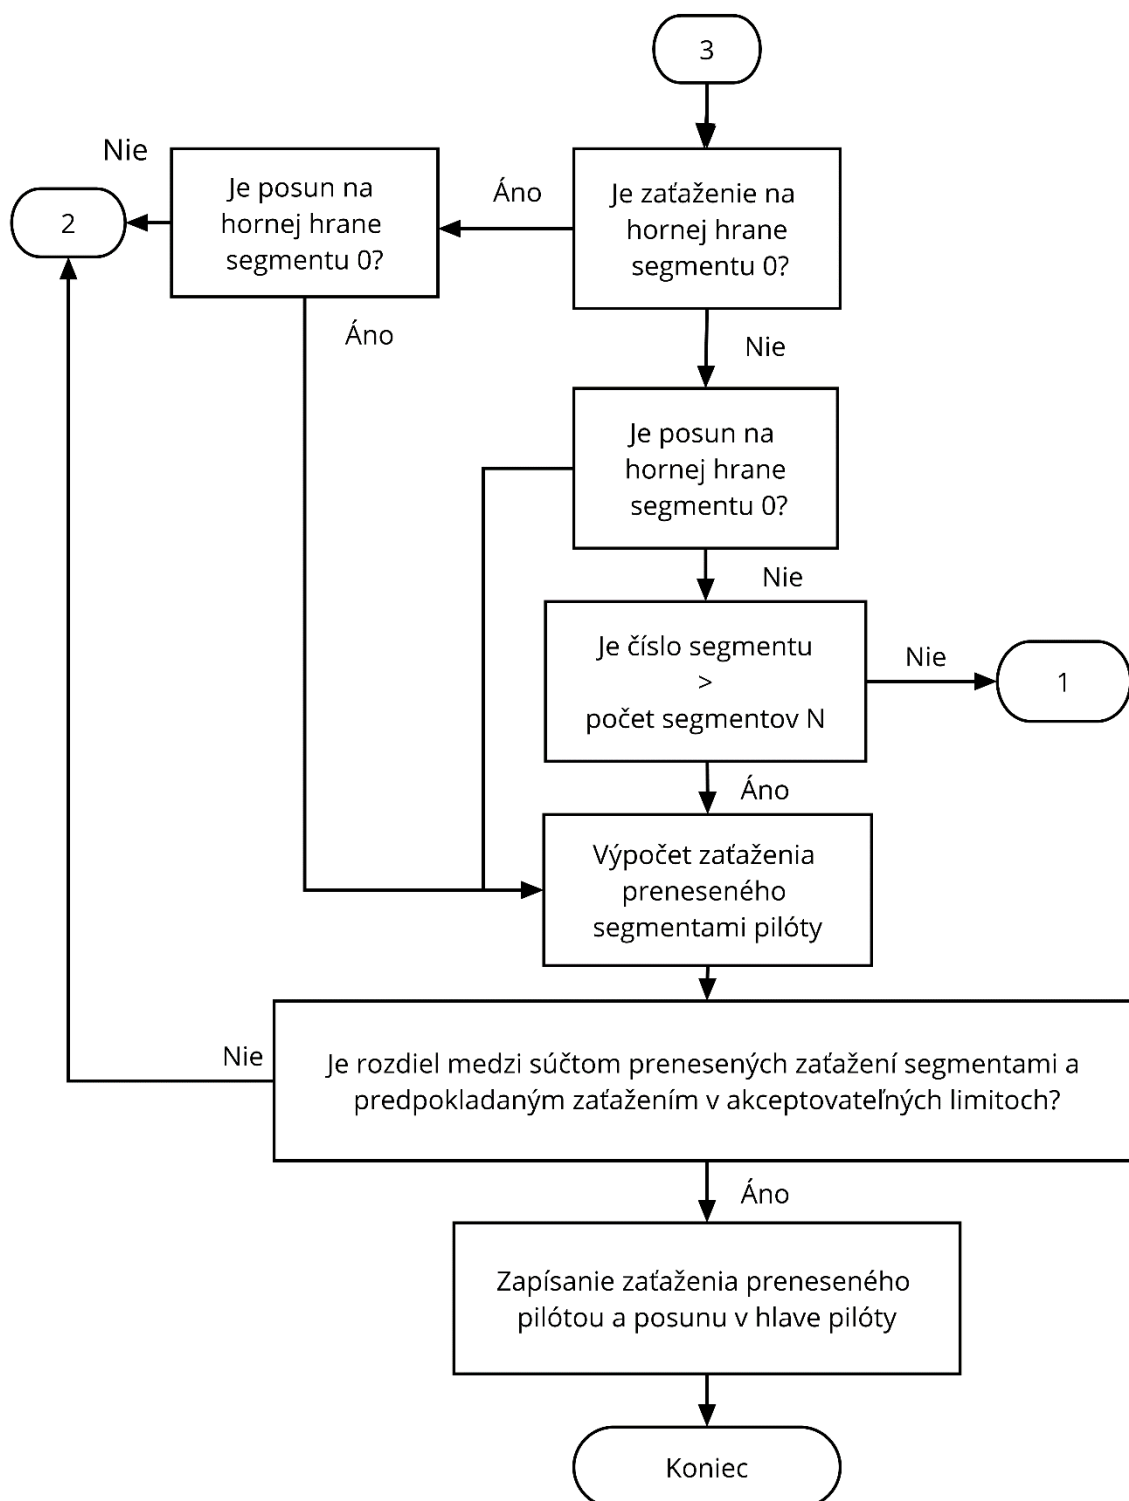 3
Nie
Je posun na
hornej hrane
segmentu 0?
Áno
Je zaťaženie na
hornej hrane
segmentu 0?
2
Áno
Nie
Je posun na
hornej hrane
segmentu 0?
Nie
Je číslo segmentu
>
počet segmentov N
Nie
1
Áno
Výpočet zaťaženia
preneseného
segmentami pilóty
Nie
Je rozdiel medzi súčtom prenesených zaťažení segmentami a
predpokladaným zaťažením v akceptovateľných limitoch?
Áno
Zapísanie zaťaženia preneseného
pilótou a posunu v hlave pilóty
Koniec